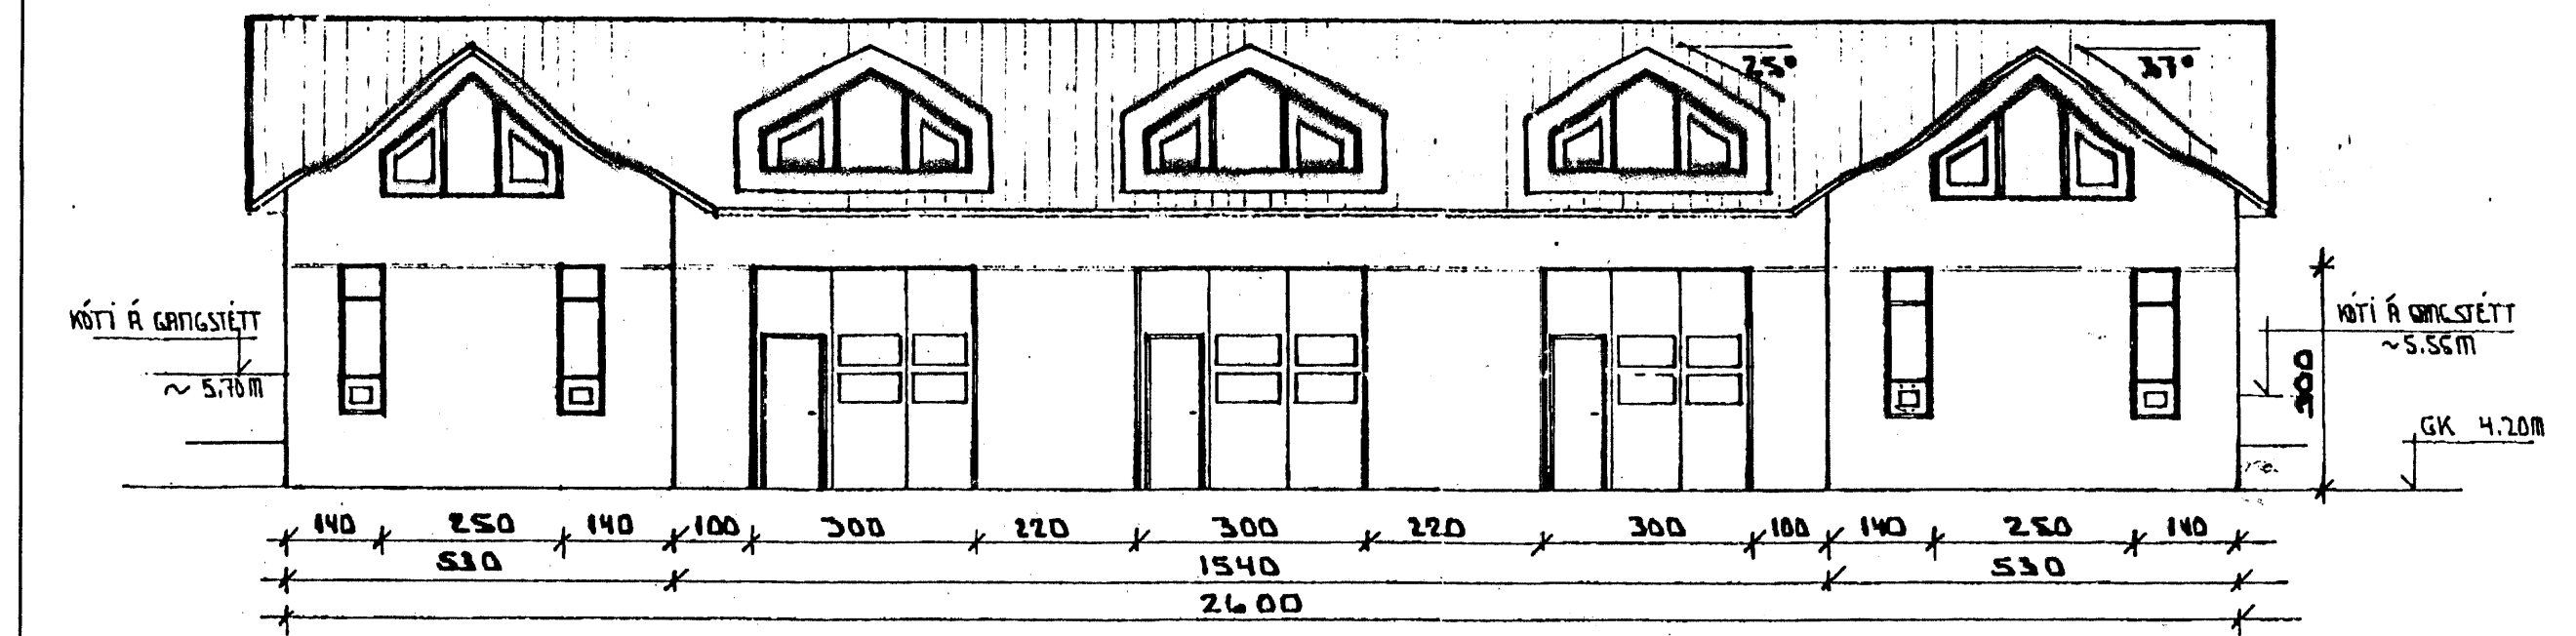 25° 37°
KÓTI Á GANGSTÉTT
~ 5.70M
KÓTI Á GANGSTÉTT
~5.56M
300
GK 4.20M
140 250 140 100 300 220 300 220 300 100 140 250 140
530 1540 530
2600